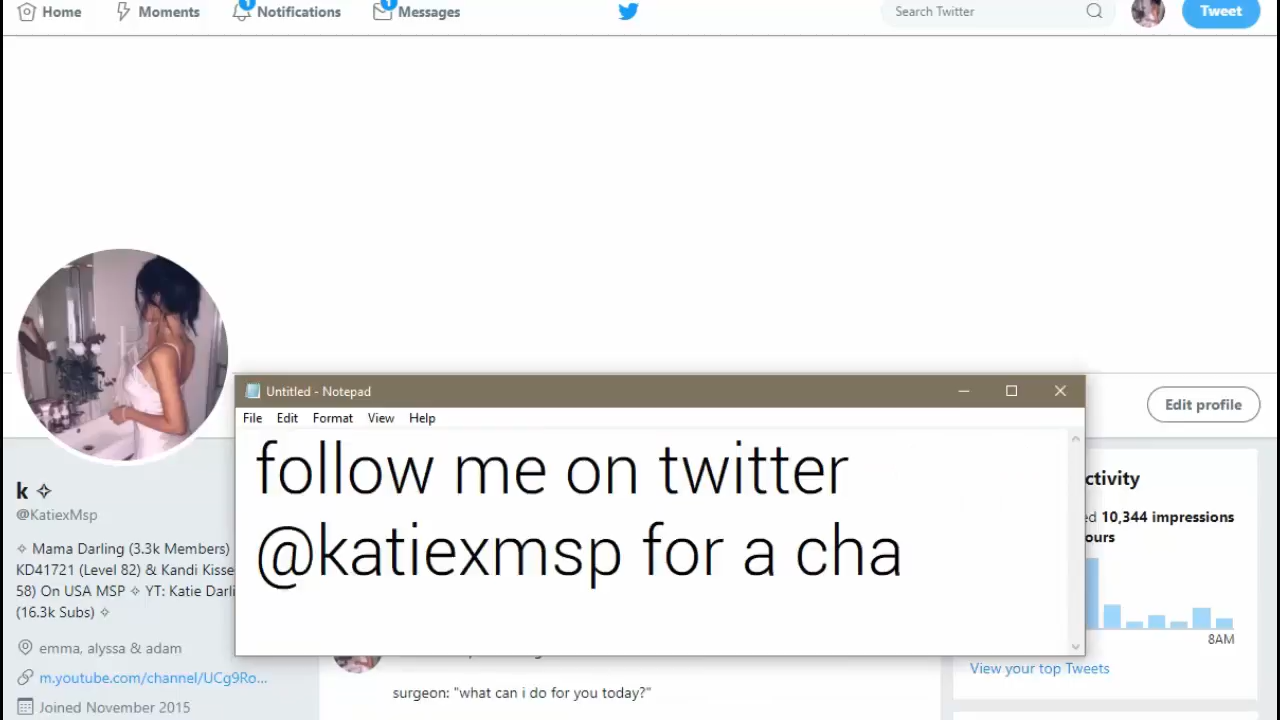 Home
Moments
1
Notifications
1
Messages
Search Twitter
Tweet
Edit profile
Untitled - Notepad
File Edit Format View Help
follow me on twitter
@katiexmsp for a cha
k ✧
@KatiexMsp
✧ Mama Darling (3.3k Members)
KD41721 (Level 82) & Kandi Kisse
58) On USA MSP ✧ YT: Katie Darli
(16.3k Subs) ✧
emma, alyssa & adam
m.youtube.com/channel/UCg9Ro...
Joined November 2015
surgeon: "what can i do for you today?"
ctivity
ed 10,344 impressions
ours
8AM
View your top Tweets